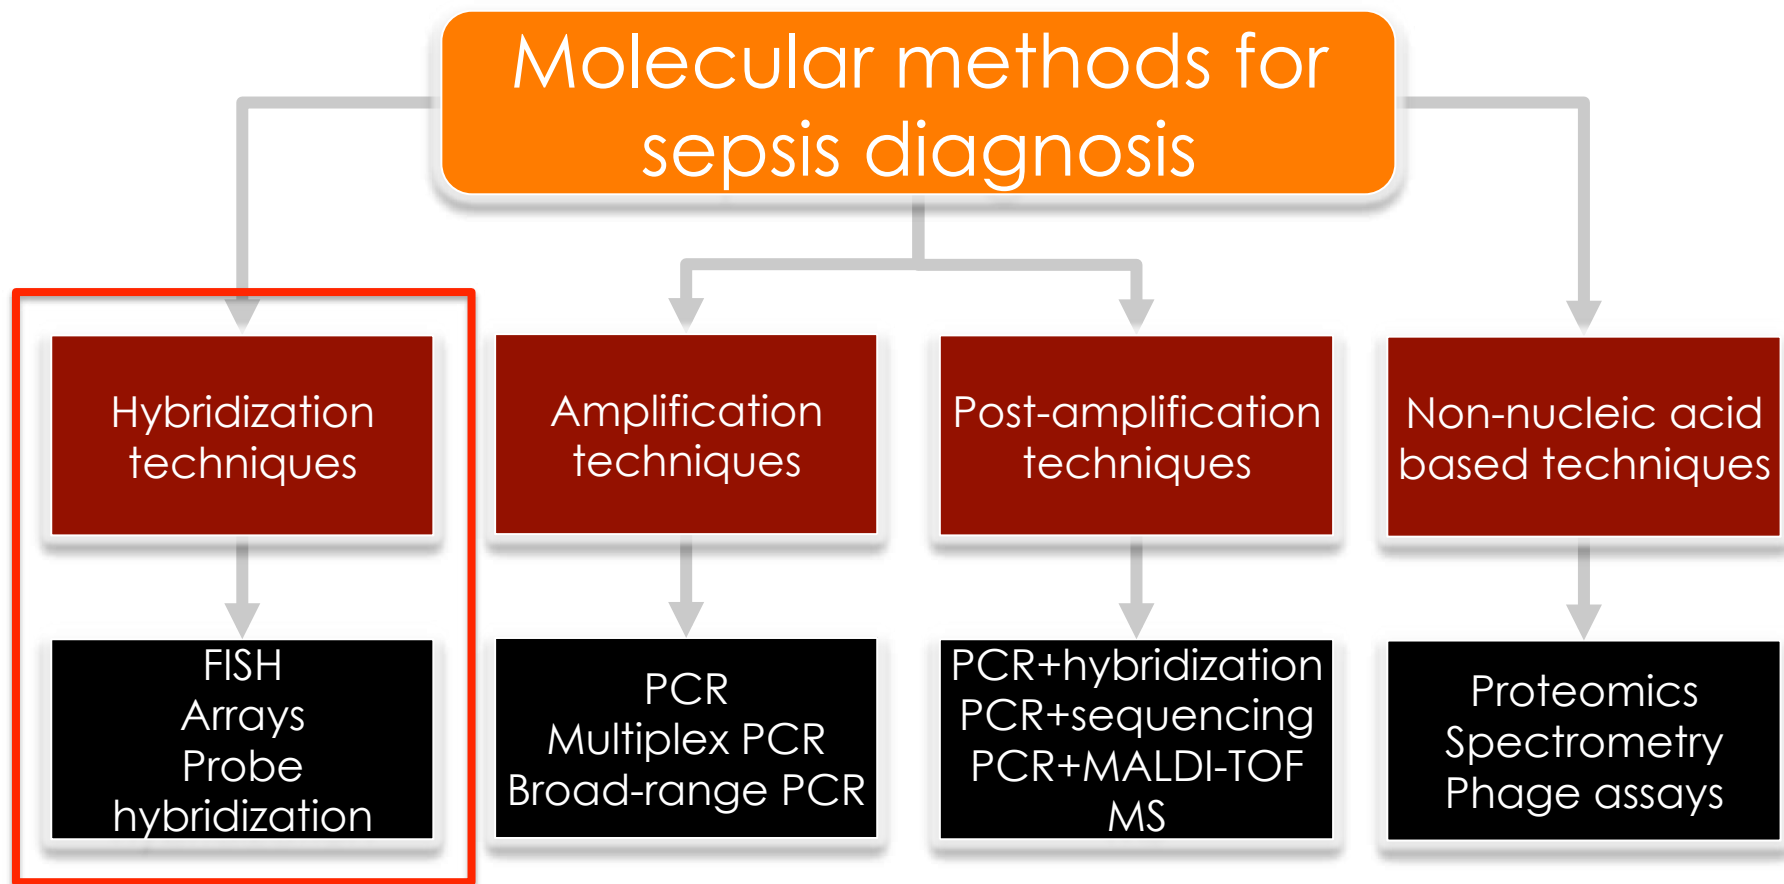 Molecular methods for
sepsis diagnosis
Hybridization
techniques
Amplification
techniques
Post-amplification
techniques
Non-nucleic acid
based techniques
FISH
Arrays
Probe
hybridization
PCR
Multiplex PCR
Broad-range PCR
PCR+hybridization
PCR+sequencing
PCR+MALDI-TOF
MS
Proteomics
Spectrometry
Phage assays